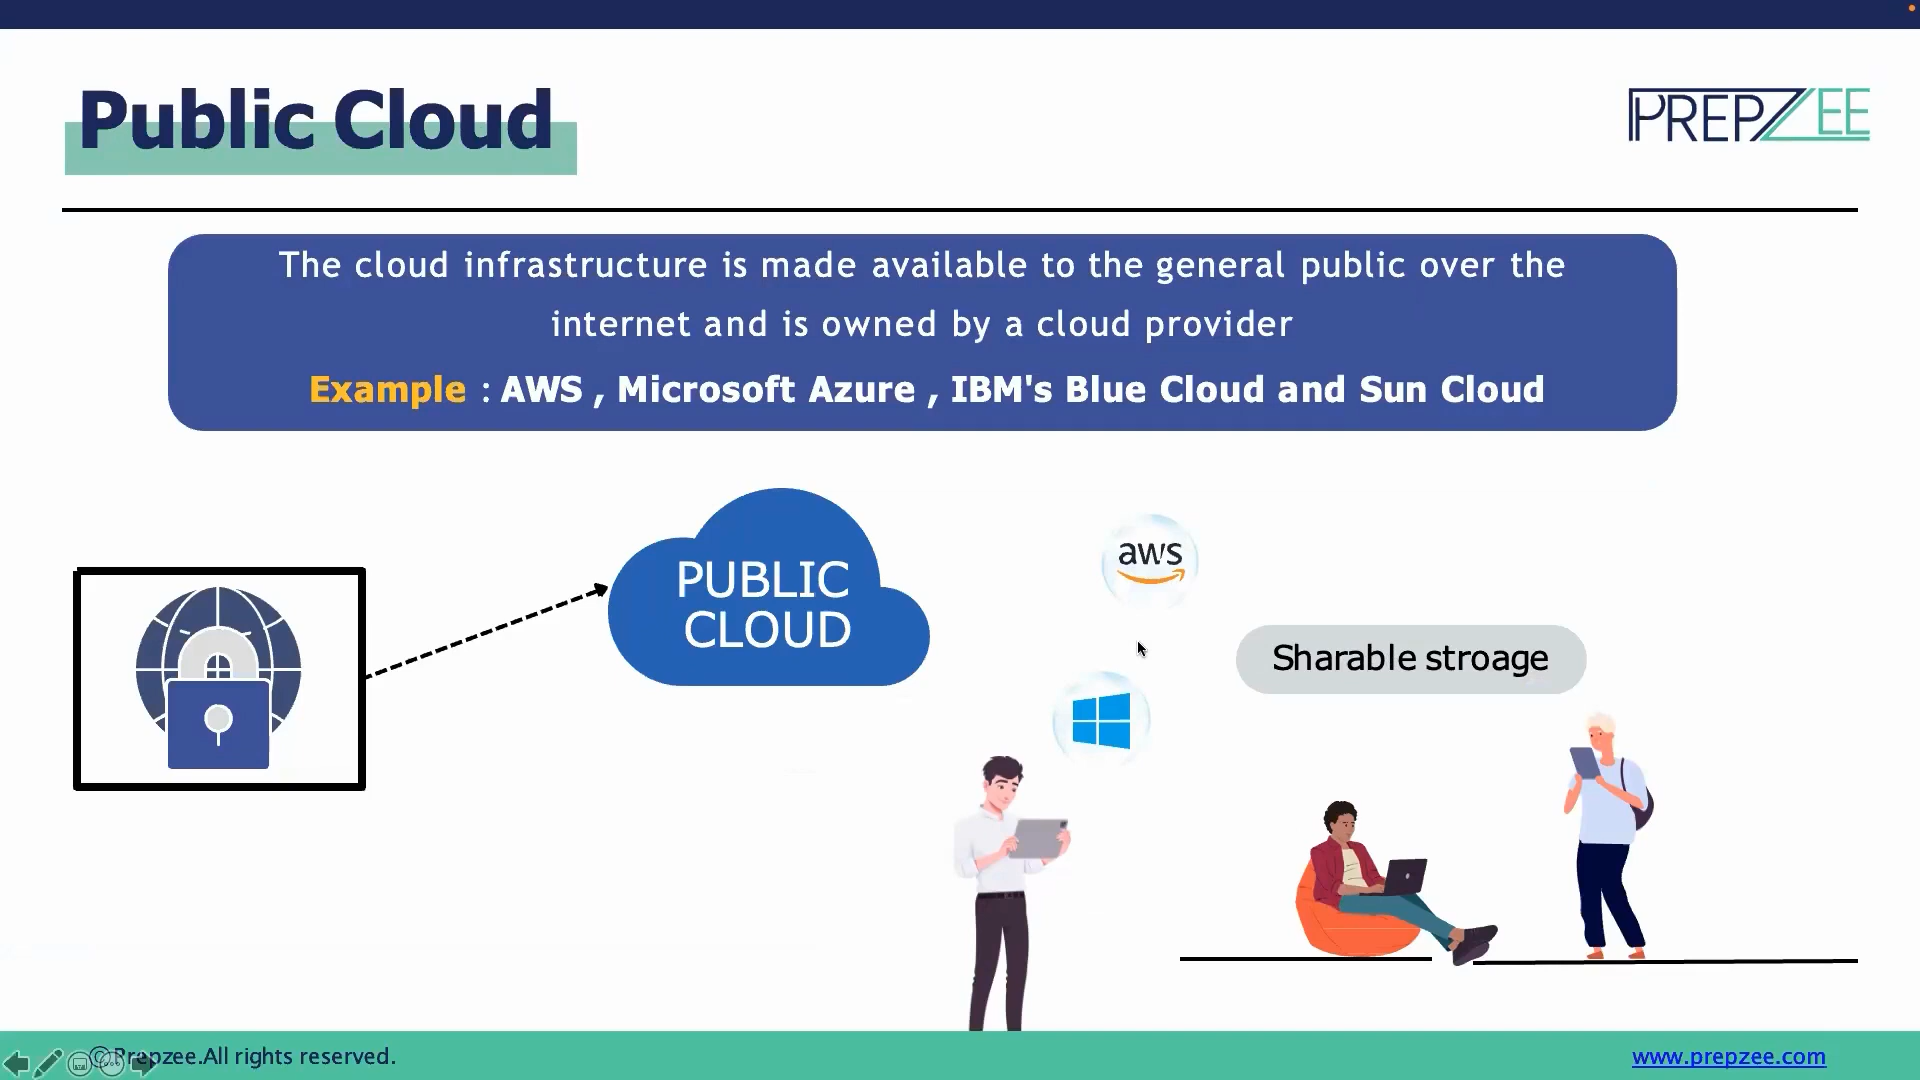 Public Cloud
PREPZEE
The cloud infrastructure is made available to the general public over the
internet and is owned by a cloud provider
Example : AWS , Microsoft Azure , IBM's Blue Cloud and Sun Cloud
PUBLIC
CLOUD
aws
Sharable stroage
©Prepzee.All rights reserved.
www.prepzee.com